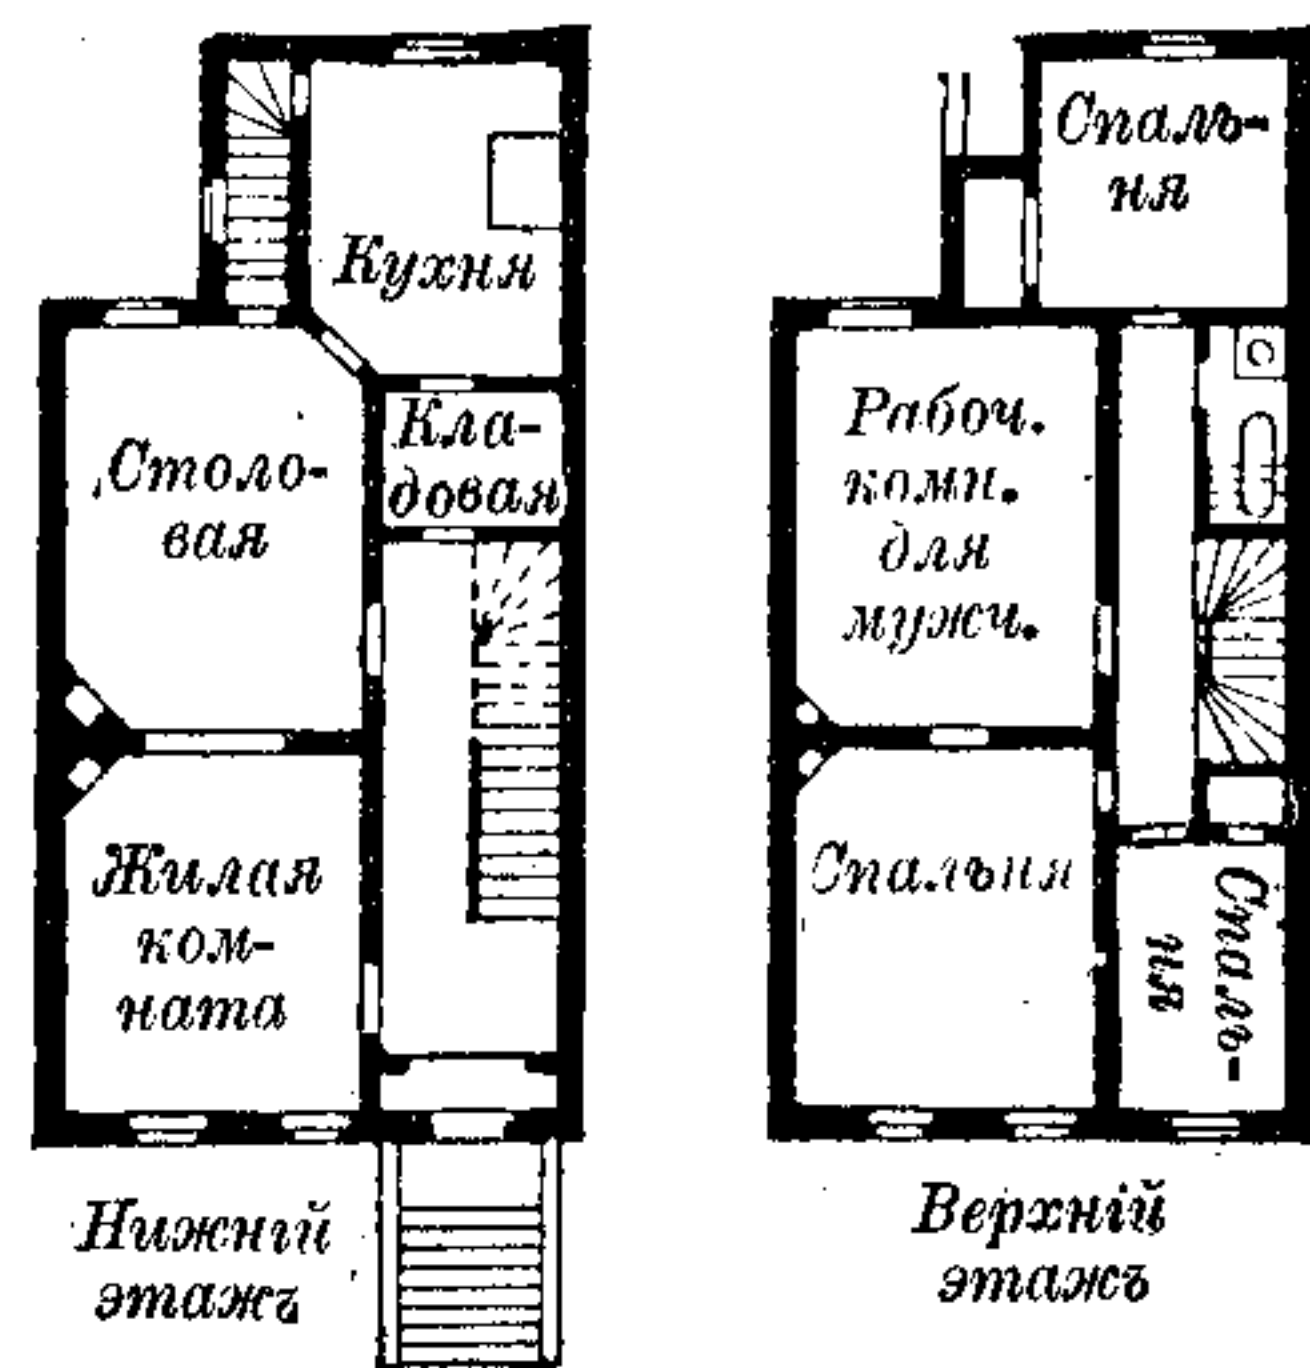 Кухня
Кла-
довая
Столо-
вая
Жилая
ком-
ната
Нижній
этажъ
Спаль-
ня
Рабоч.
комн.
для
мужч.
Спальня
Спаль-
ня
Верхній
этажъ